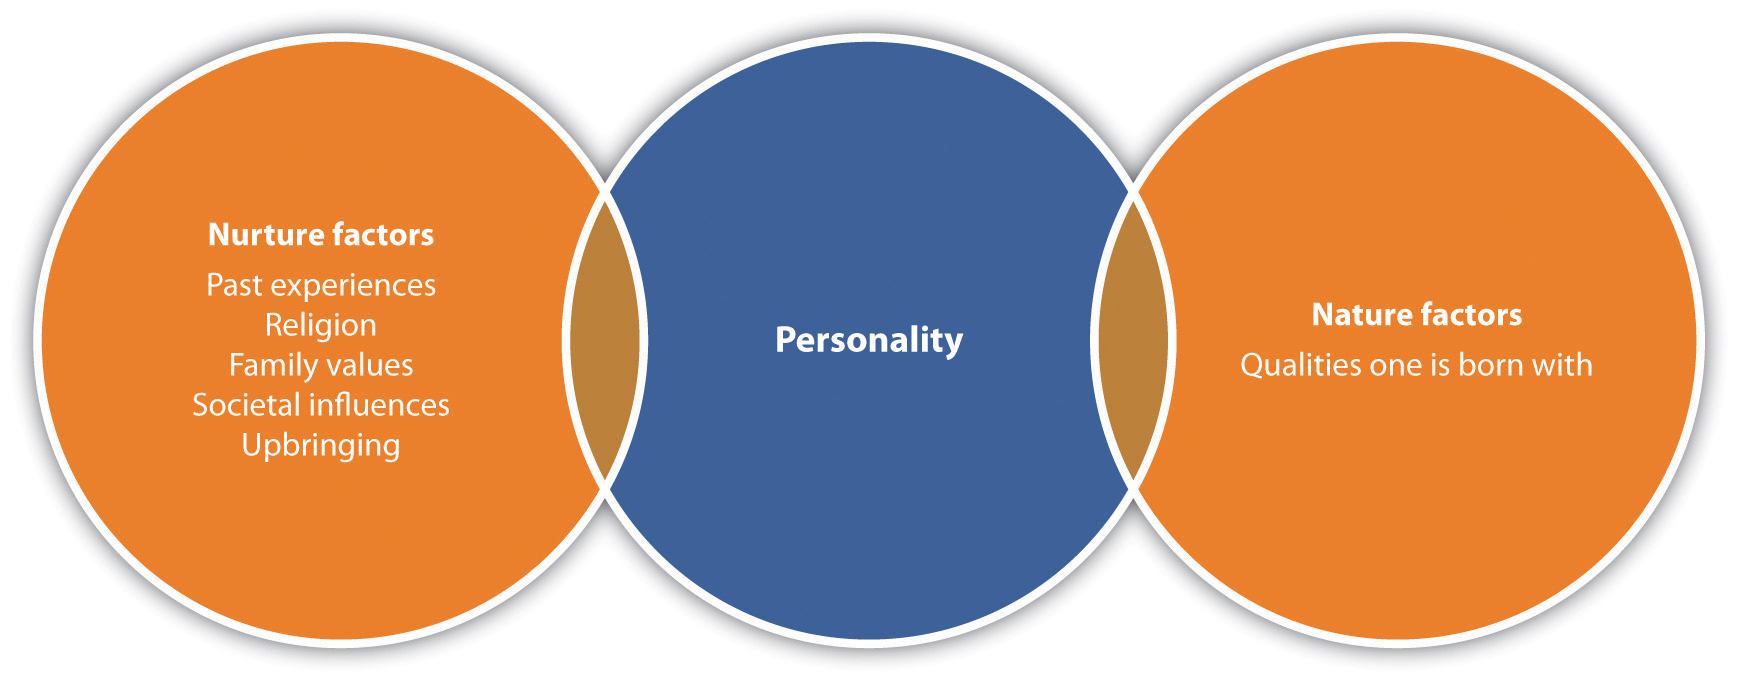 Nurture factors
Past experiences
Religion
Family values
Societal influences
Upbringing
Personality
Nature factors
Qualities one is born with